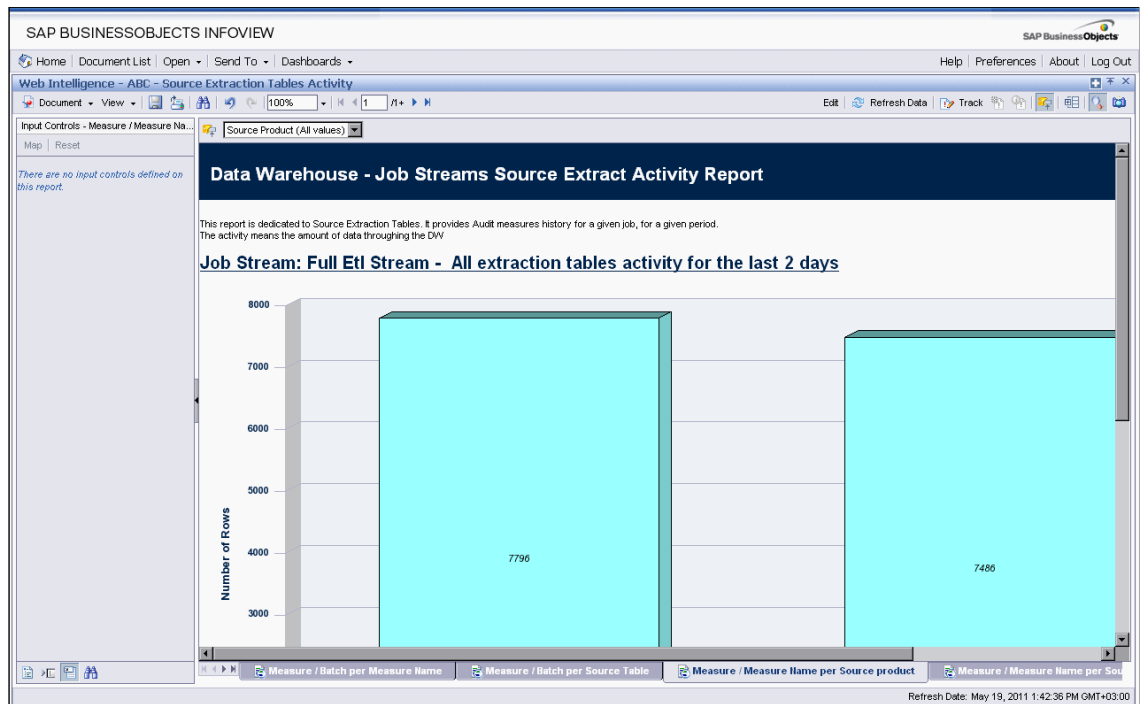 SAP BUSINESSOBJECTS INFOVIEW
SAP BusinessObjects
Home | Document List | Open | Send To | Dashboards
Help | Preferences | About | Log Out
Web Intelligence - ABC - Source Extraction Tables Activity
Document View 100% 1 /1+
Edit | Refresh Data | Track
Input Controls - Measure / Measure Na...
Map | Reset
There are no input controls defined on
this report.
Source Product (All values)
Data Warehouse - Job Streams Source Extract Activity Report
This report is dedicated to Source Extraction Tables. It provides Audit measures history for a given job, for a given period.
The activity means the amount of data throughing the DW
Job Stream: Full Etl Stream - All extraction tables activity for the last 2 days
8000
7000
6000
5000
4000
3000
Number of Rows
7796
7486
Measure / Batch per Measure Name
Measure / Batch per Source Table
Measure / Measure Name per Source product
Measure / Measure Name per Sou
Refresh Date: May 19, 2011 1:42:36 PM GMT+03:00